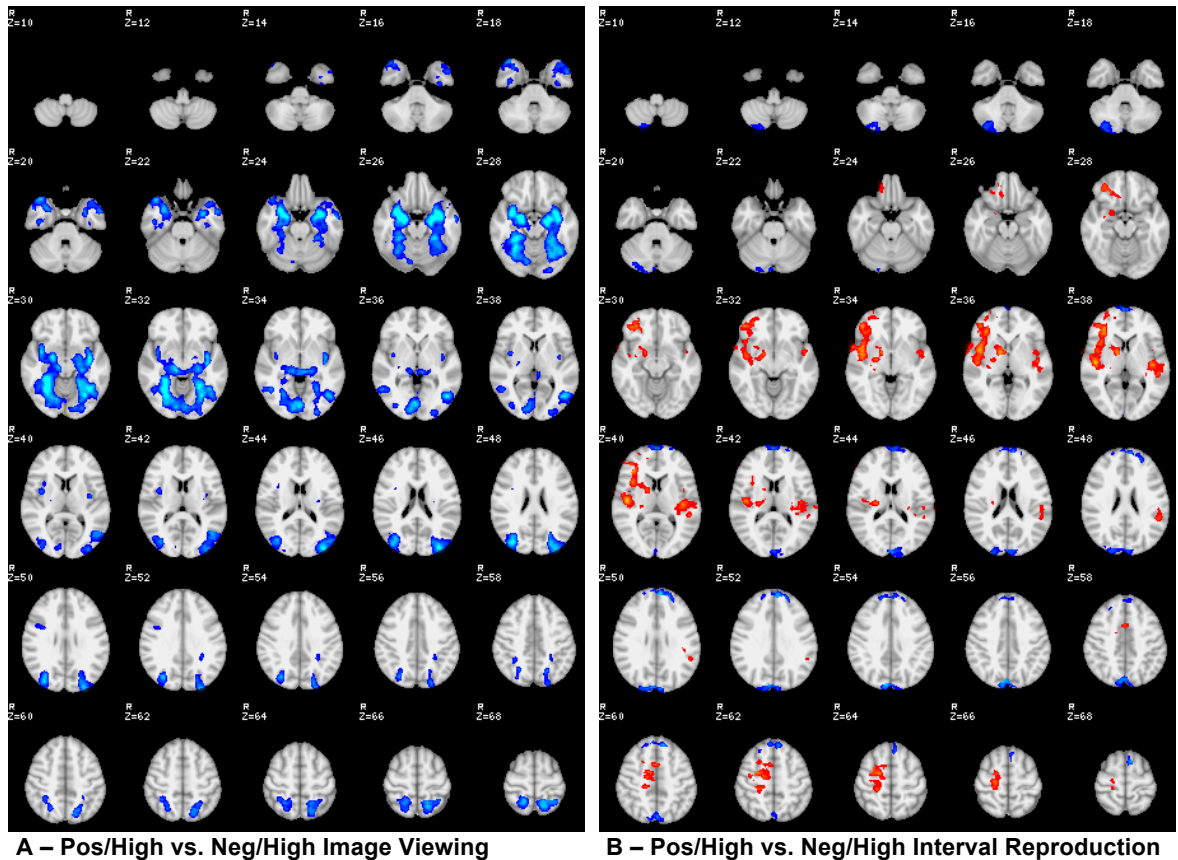 R R R R R R R R R R
Z=10 Z=12 Z=14 Z=16 Z=18 Z=10 Z=12 Z=14 Z=16 Z=18
R R R R R R R R R R
Z=20 Z=22 Z=24 Z=26 Z=28 Z=20 Z=22 Z=24 Z=26 Z=28
R R R R R R R R R R
Z=30 Z=32 Z=34 Z=36 Z=38 Z=30 Z=32 Z=34 Z=36 Z=38
R R R R R R R R R R
Z=40 Z=42 Z=44 Z=46 Z=48 Z=40 Z=42 Z=44 Z=46 Z=48
R R R R R R R R R R
Z=50 Z=52 Z=54 Z=56 Z=58 Z=50 Z=52 Z=54 Z=56 Z=58
R R R R R R R R R R
Z=60 Z=62 Z=64 Z=66 Z=68 Z=60 Z=62 Z=64 Z=66 Z=68
A – Pos/High vs. Neg/High Image Viewing
B – Pos/High vs. Neg/High Interval Reproduction